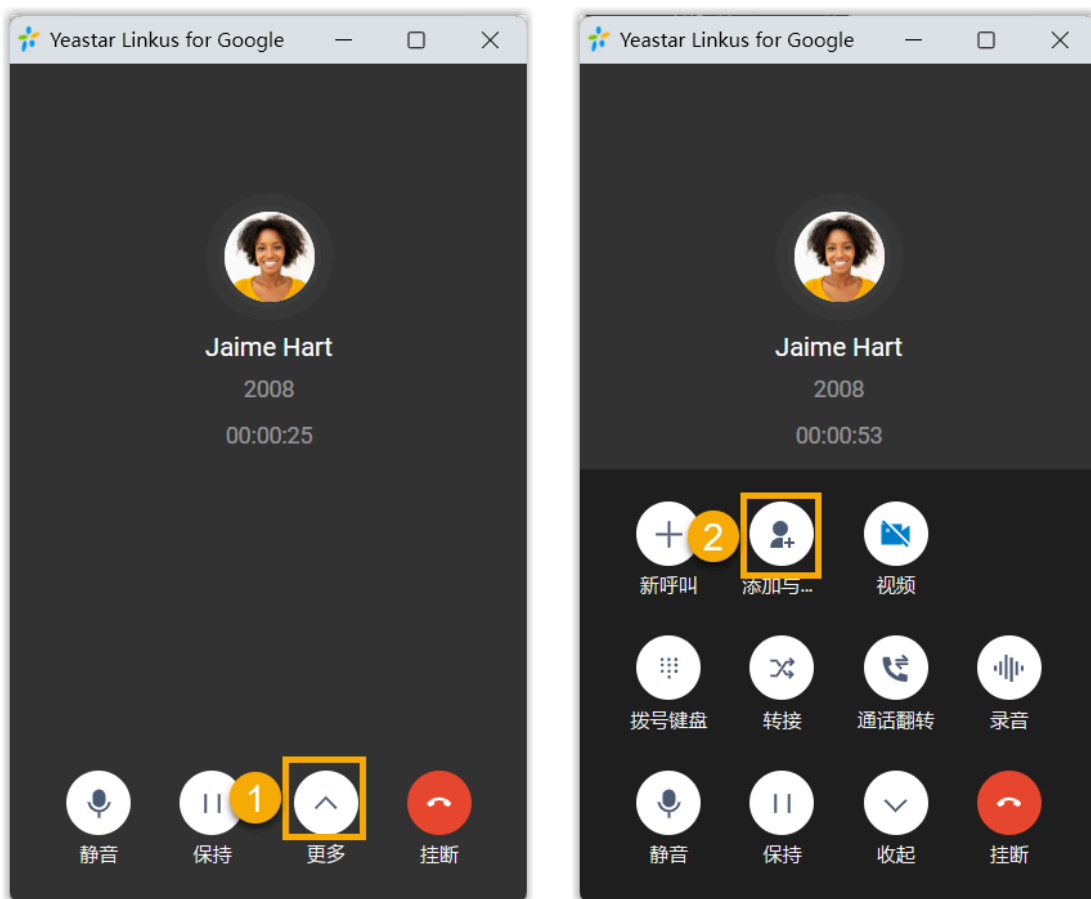 Yeastar Linkus for Google
Jaime Hart
2008
00:00:25
1
静音 保持 更多 挂断
Yeastar Linkus for Google
Jaime Hart
2008
00:00:53
2
新呼叫 添加与... 视频
拨号键盘 转接 通话翻转 录音
静音 保持 收起 挂断